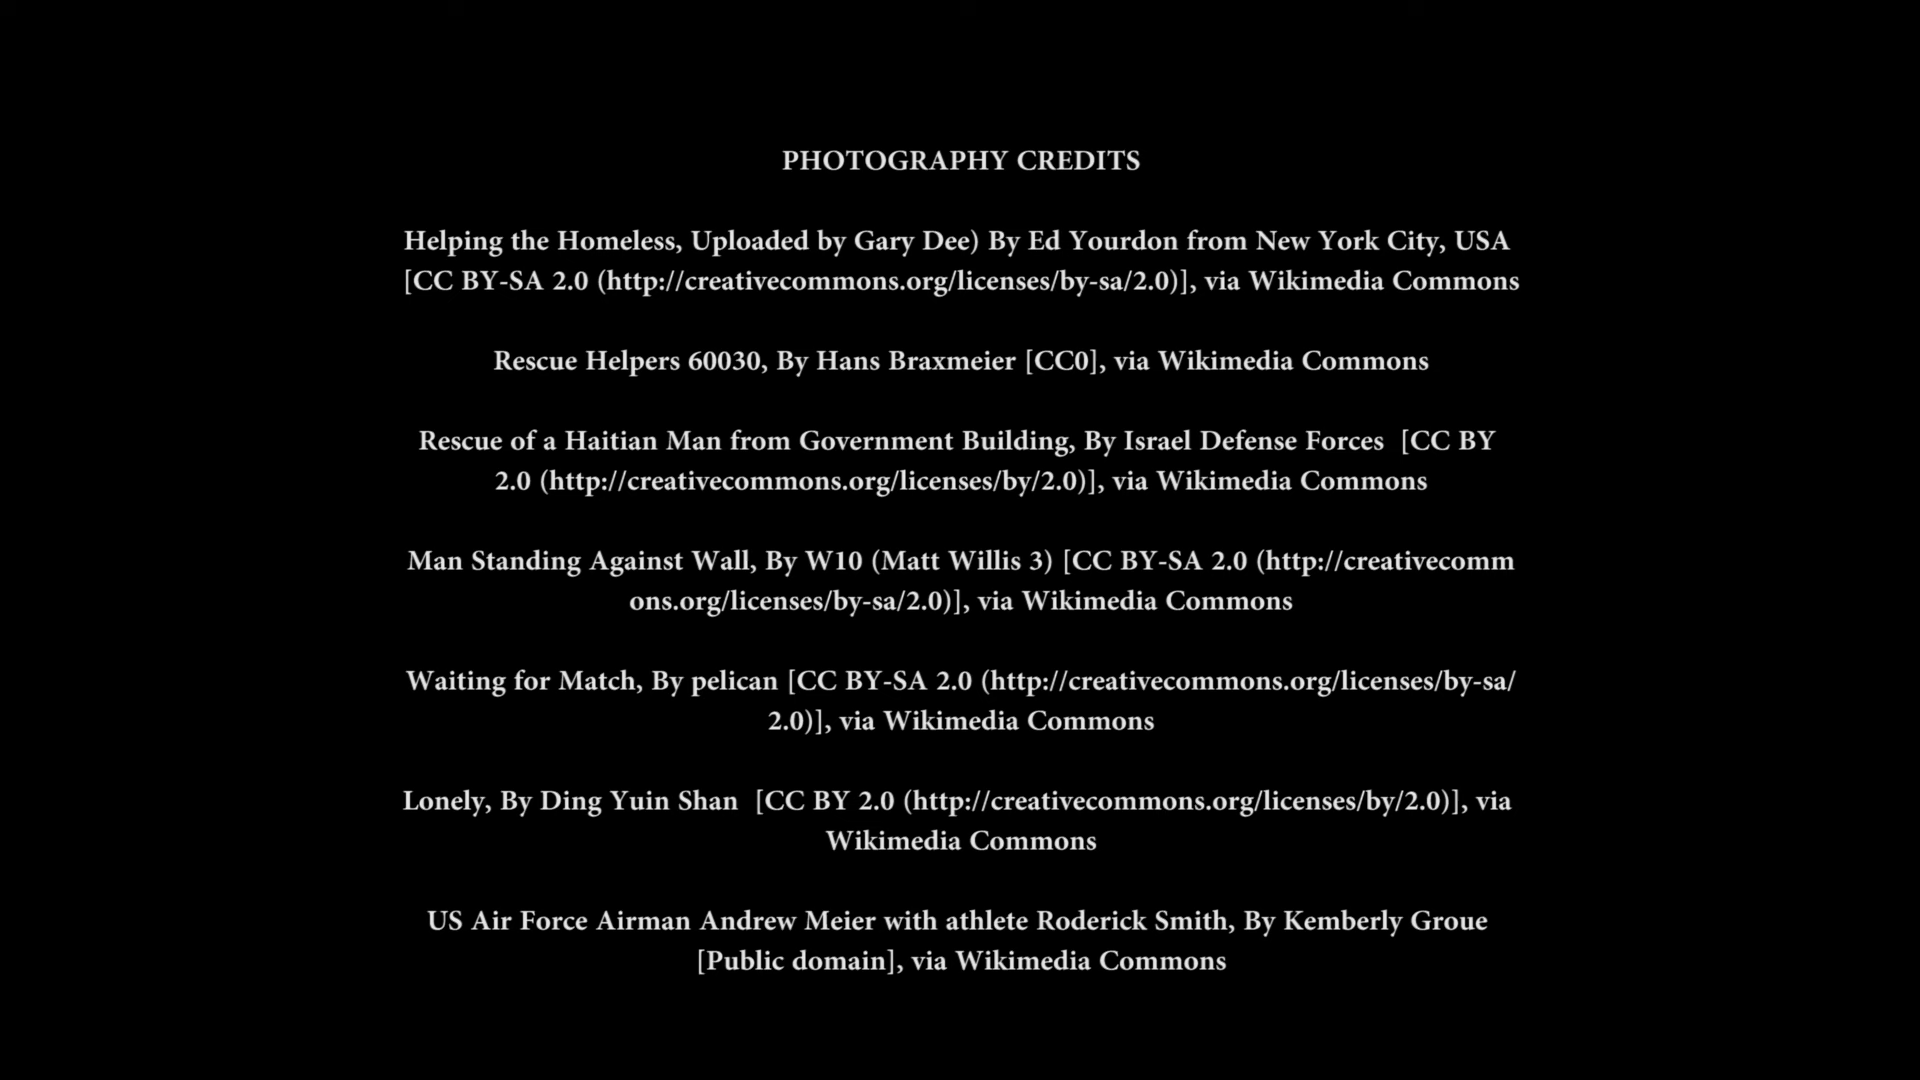 PHOTOGRAPHY CREDITS
Helping the Homeless, Uploaded by Gary Dee) By Ed Yourdon from New York City, USA
[CC BY-SA 2.0 (http://creativecommons.org/licenses/by-sa/2.0)], via Wikimedia Commons
Rescue Helpers 60030, By Hans Braxmeier [CC0], via Wikimedia Commons
Rescue of a Haitian Man from Government Building, By Israel Defense Forces  [CC BY
2.0 (http://creativecommons.org/licenses/by/2.0)], via Wikimedia Commons
Man Standing Against Wall, By W10 (Matt Willis 3) [CC BY-SA 2.0 (http://creativecomm
ons.org/licenses/by-sa/2.0)], via Wikimedia Commons
Waiting for Match, By pelican [CC BY-SA 2.0 (http://creativecommons.org/licenses/by-sa/
2.0)], via Wikimedia Commons
Lonely, By Ding Yuin Shan  [CC BY 2.0 (http://creativecommons.org/licenses/by/2.0)], via
Wikimedia Commons
US Air Force Airman Andrew Meier with athlete Roderick Smith, By Kemberly Groue
[Public domain], via Wikimedia Commons